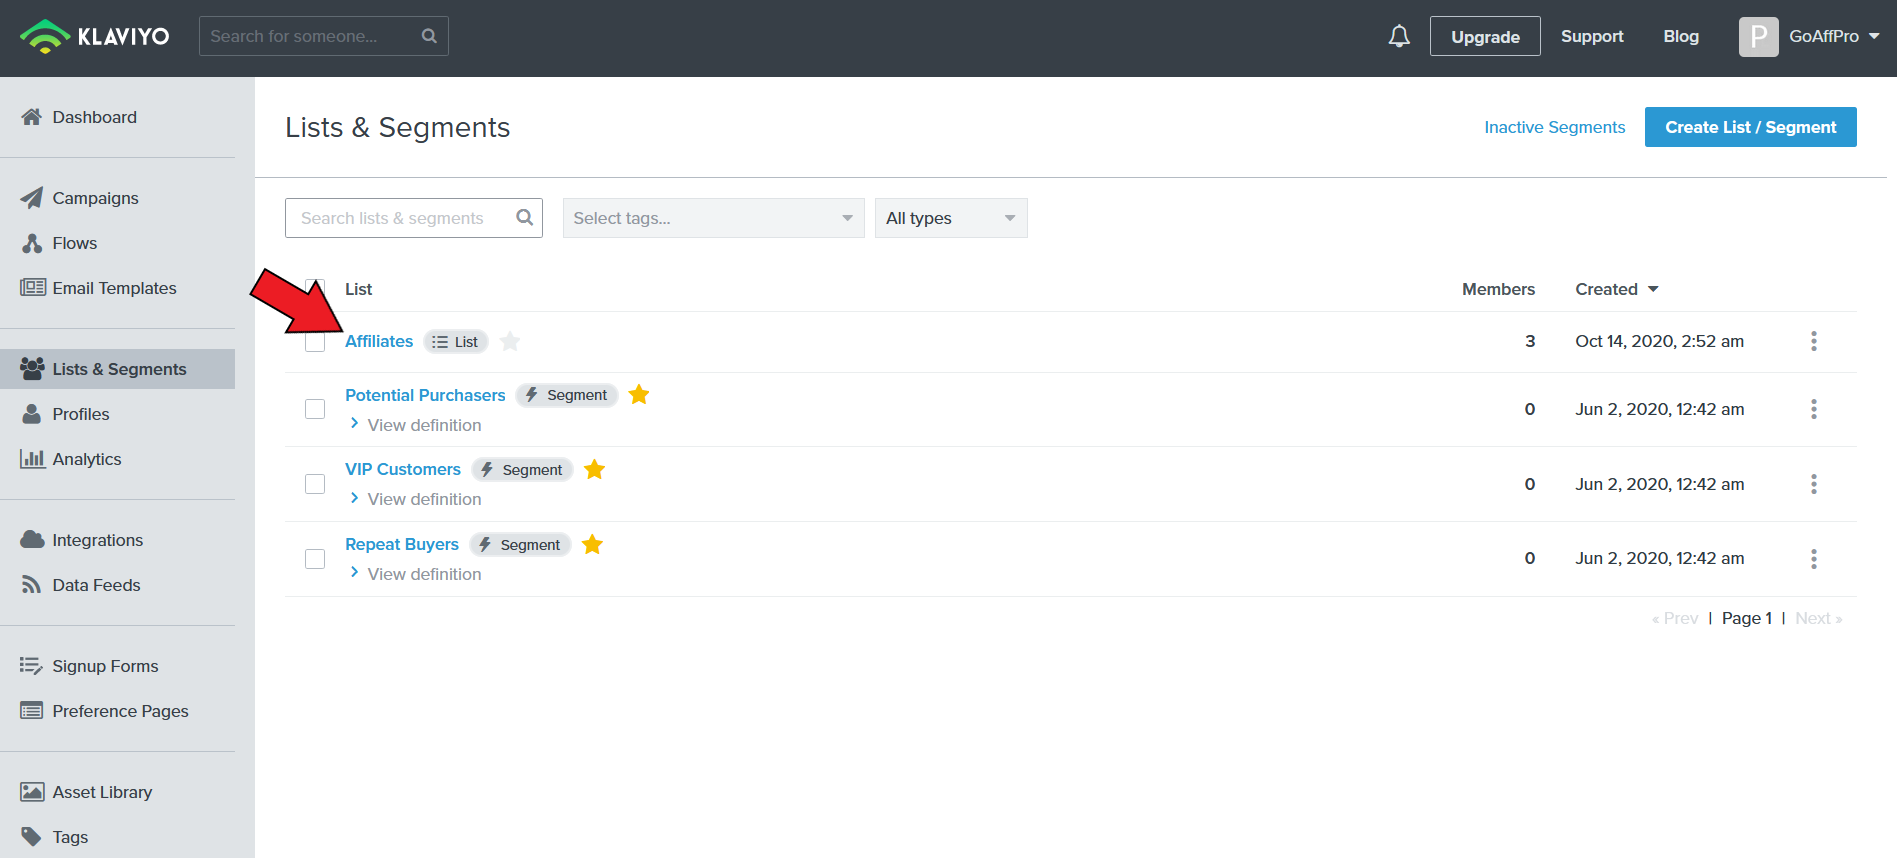 KLAVIYO
Search for someone...
Upgrade
Support
Blog
P
GoAffPro
Dashboard
Campaigns
Flows
Email Templates
Lists & Segments
Profiles
Analytics
Integrations
Data Feeds
Signup Forms
Preference Pages
Asset Library
Tags
Lists & Segments
Inactive Segments
Create List / Segment
Search lists & segments
Select tags...
All types
List Members Created
Affiliates List 3 Oct 14, 2020, 2:52 am
Potential Purchasers Segment 0 Jun 2, 2020, 12:42 am
View definition
VIP Customers Segment 0 Jun 2, 2020, 12:42 am
View definition
Repeat Buyers Segment 0 Jun 2, 2020, 12:42 am
View definition
« Prev | Page 1 | Next »